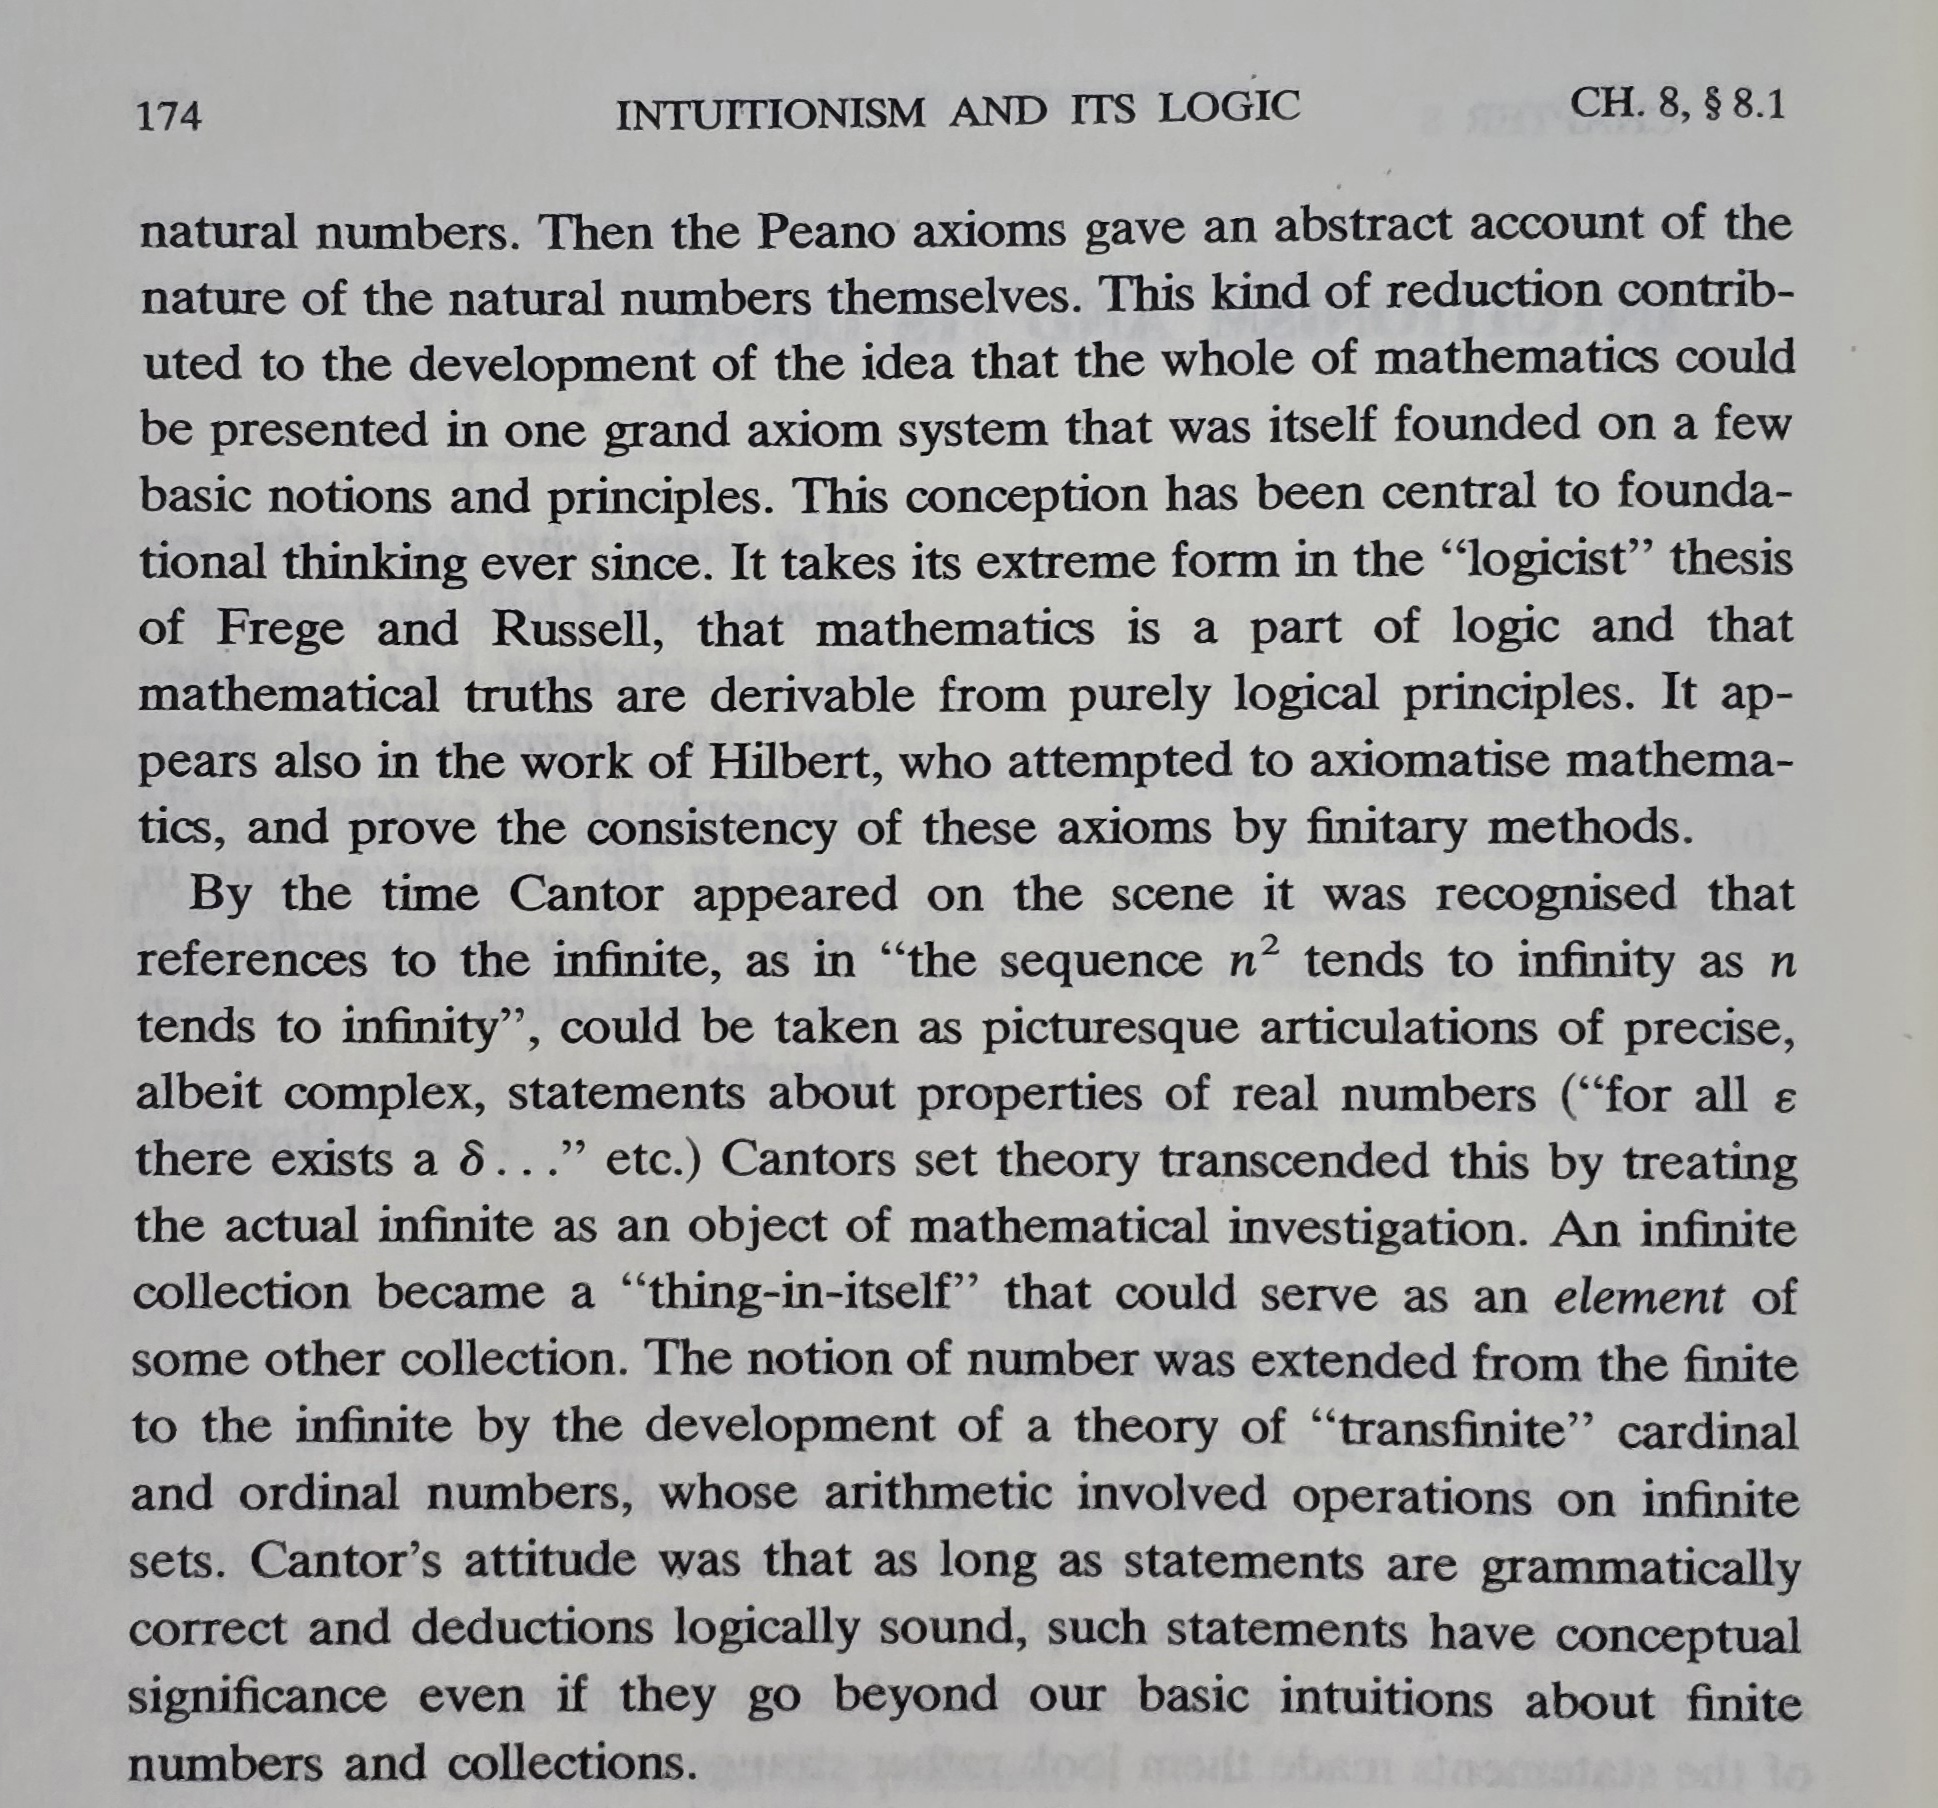 174 INTUITIONISM AND ITS LOGIC CH. 8, § 8.1
natural numbers. Then the Peano axioms gave an abstract account of the
nature of the natural numbers themselves. This kind of reduction contrib-
uted to the development of the idea that the whole of mathematics could
be presented in one grand axiom system that was itself founded on a few
basic notions and principles. This conception has been central to founda-
tional thinking ever since. It takes its extreme form in the “logicist” thesis
of Frege and Russell, that mathematics is a part of logic and that
mathematical truths are derivable from purely logical principles. It ap-
pears also in the work of Hilbert, who attempted to axiomatise mathema-
tics, and prove the consistency of these axioms by finitary methods.
By the time Cantor appeared on the scene it was recognised that
references to the infinite, as in “the sequence n² tends to infinity as n
tends to infinity”, could be taken as picturesque articulations of precise,
albeit complex, statements about properties of real numbers (“for all ε
there exists a δ...” etc.) Cantors set theory transcended this by treating
the actual infinite as an object of mathematical investigation. An infinite
collection became a “thing-in-itself” that could serve as an element of
some other collection. The notion of number was extended from the finite
to the infinite by the development of a theory of “transfinite” cardinal
and ordinal numbers, whose arithmetic involved operations on infinite
sets. Cantor’s attitude was that as long as statements are grammatically
correct and deductions logically sound, such statements have conceptual
significance even if they go beyond our basic intuitions about finite
numbers and collections.